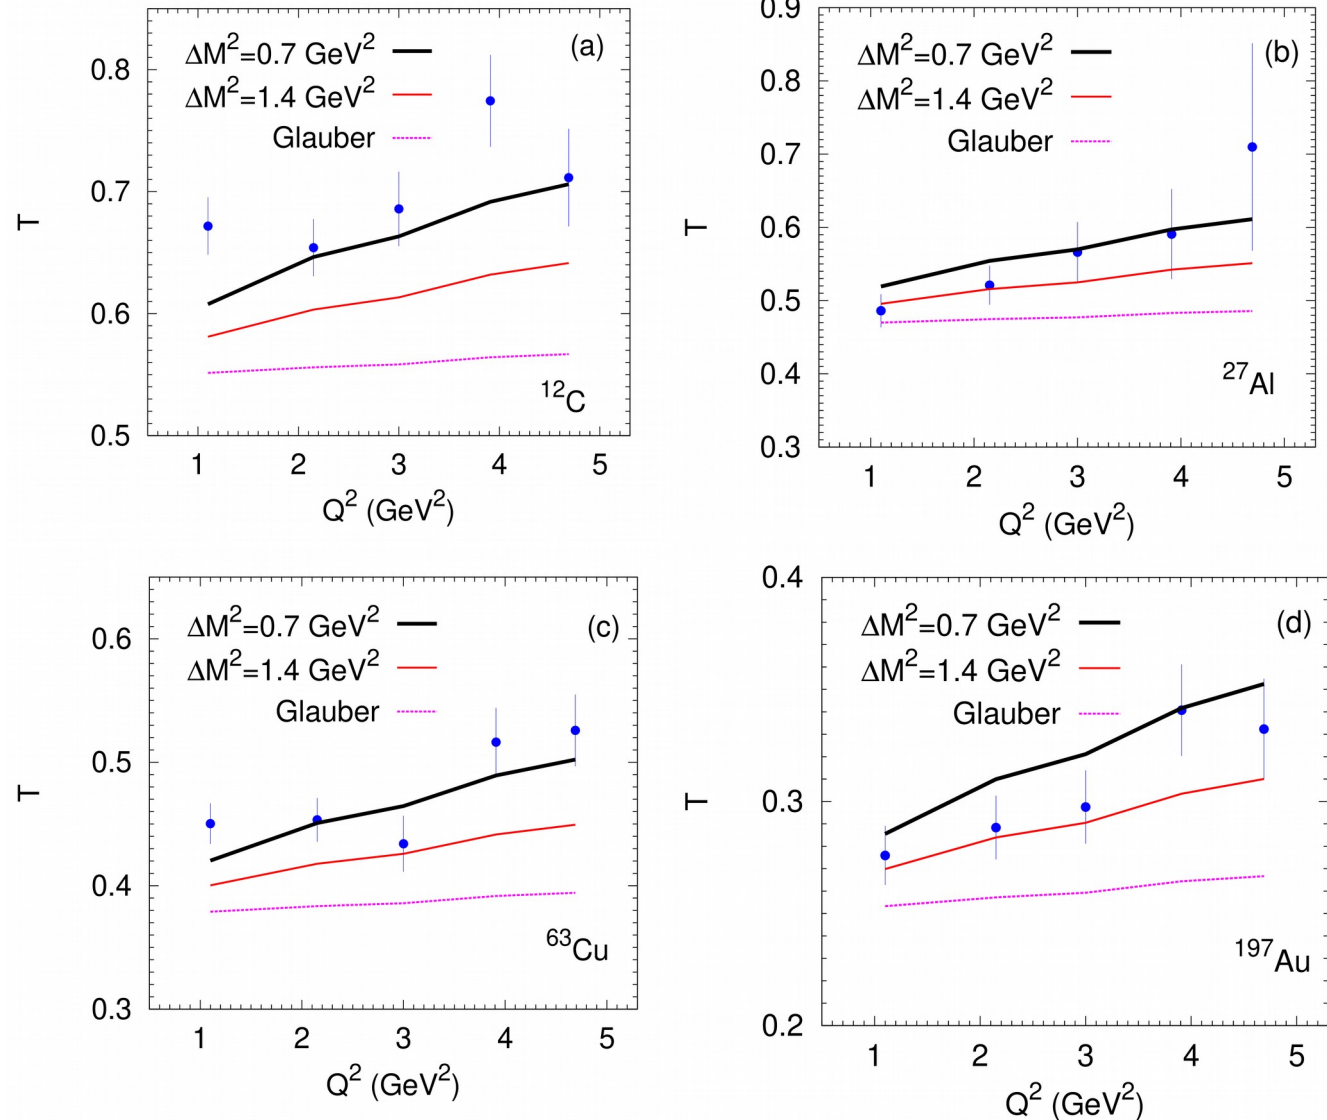 ΔM²=0.7 GeV²
(a)
ΔM²=1.4 GeV²
Glauber
0.8
0.7
0.6
0.5
T
¹²C
1 2 3 4 5
Q² (GeV²)
ΔM²=0.7 GeV²
(b)
ΔM²=1.4 GeV²
Glauber
0.9
0.8
0.7
0.6
0.5
0.4
0.3
T
²⁷Al
1 2 3 4 5
Q² (GeV²)
ΔM²=0.7 GeV²
(c)
ΔM²=1.4 GeV²
Glauber
0.6
0.5
0.4
0.3
T
⁶³Cu
1 2 3 4 5
Q² (GeV²)
ΔM²=0.7 GeV²
(d)
ΔM²=1.4 GeV²
Glauber
0.4
0.3
0.2
T
¹⁹⁷Au
1 2 3 4 5
Q² (GeV²)